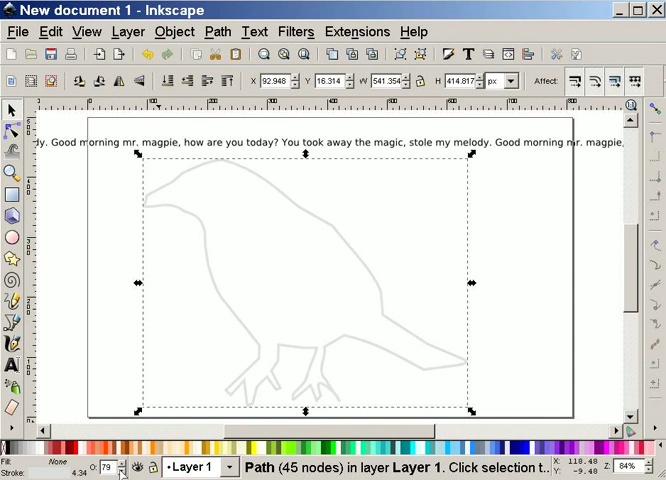 New document 1 - Inkscape
File Edit View Layer Object Path Text Filters Extensions Help
X 92.948 Y 16.314 W 541.354 H 414.817 px Affect:
dy. Good morning mr. magpie, how are you today? You took away the magic, stole my melody. Good morning mr. magpie,
Fill: None
O: 79
Stroke: 4.34
Layer 1
Path (45 nodes) in layer Layer 1. Click selection t..
X: 118.48
Y: -9.48
Z: 84%